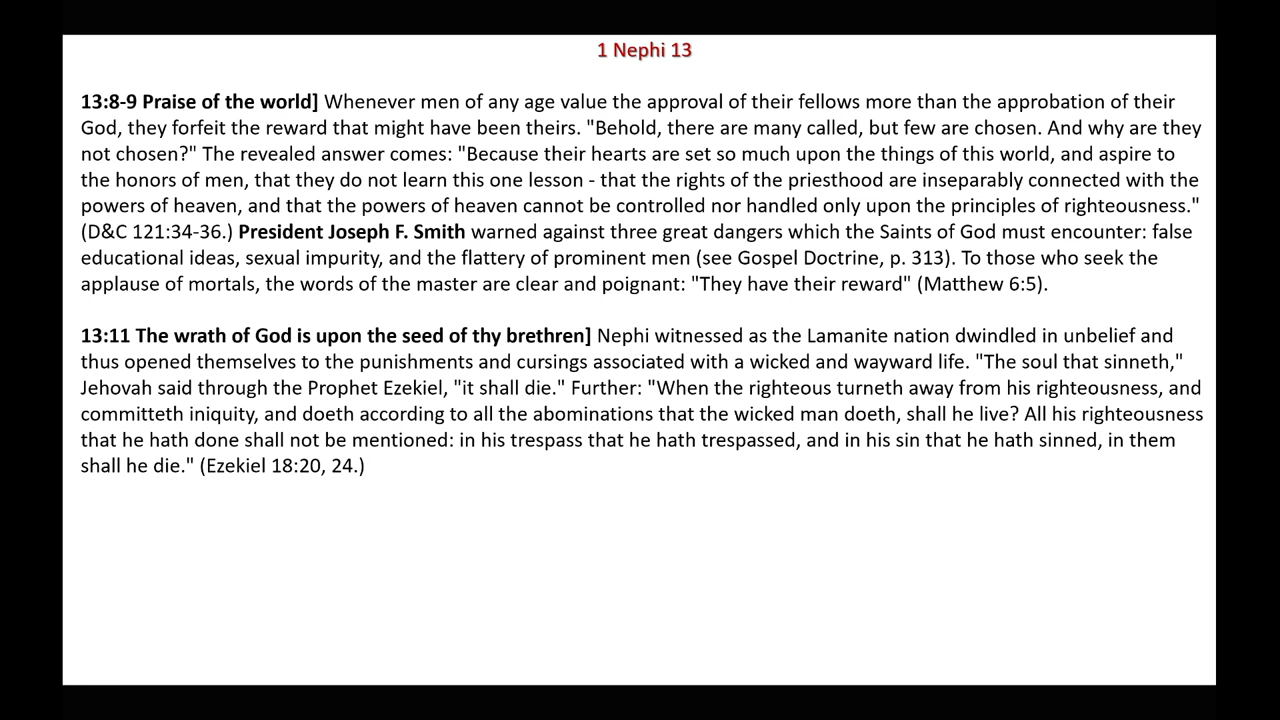 1 Nephi 13
13:8-9 Praise of the world] Whenever men of any age value the approval of their fellows more than the approbation of their
God, they forfeit the reward that might have been theirs. "Behold, there are many called, but few are chosen. And why are they
not chosen?" The revealed answer comes: "Because their hearts are set so much upon the things of this world, and aspire to
the honors of men, that they do not learn this one lesson - that the rights of the priesthood are inseparably connected with the
powers of heaven, and that the powers of heaven cannot be controlled nor handled only upon the principles of righteousness."
(D&C 121:34-36.) President Joseph F. Smith warned against three great dangers which the Saints of God must encounter: false
educational ideas, sexual impurity, and the flattery of prominent men (see Gospel Doctrine, p. 313). To those who seek the
applause of mortals, the words of the master are clear and poignant: "They have their reward" (Matthew 6:5).
13:11 The wrath of God is upon the seed of thy brethren] Nephi witnessed as the Lamanite nation dwindled in unbelief and
thus opened themselves to the punishments and cursings associated with a wicked and wayward life. "The soul that sinneth,"
Jehovah said through the Prophet Ezekiel, "it shall die." Further: "When the righteous turneth away from his righteousness, and
committeth iniquity, and doeth according to all the abominations that the wicked man doeth, shall he live? All his righteousness
that he hath done shall not be mentioned: in his trespass that he hath trespassed, and in his sin that he hath sinned, in them
shall he die." (Ezekiel 18:20, 24.)